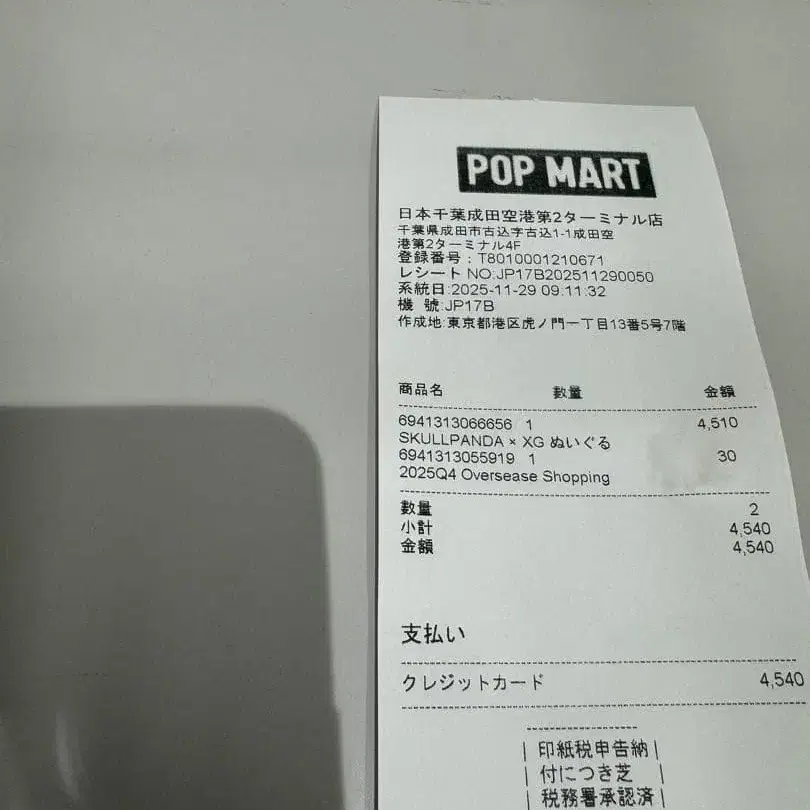 POP MART
日本千葉成田空港第2ターミナル店
千葉県成田市古込字古込1-1成田空
港第2ターミナル4F
登録番号：T8010001210671
レシート NO:JP17B202511290050
系統日:2025-11-29 09:11:32
機 號:JP17B
作成地:東京都港区虎ノ門一丁目13番5号7階
商品名 數量 金額
6941313066656 1 4,510
SKULLPANDA × XG ぬいぐる
6941313055919 1 30
2025Q4 Oversease Shopping
數量 2
小計 4,540
金額 4,540
支払い
クレジットカード 4,540
印紙税申告納
付につき芝
税務署承認済